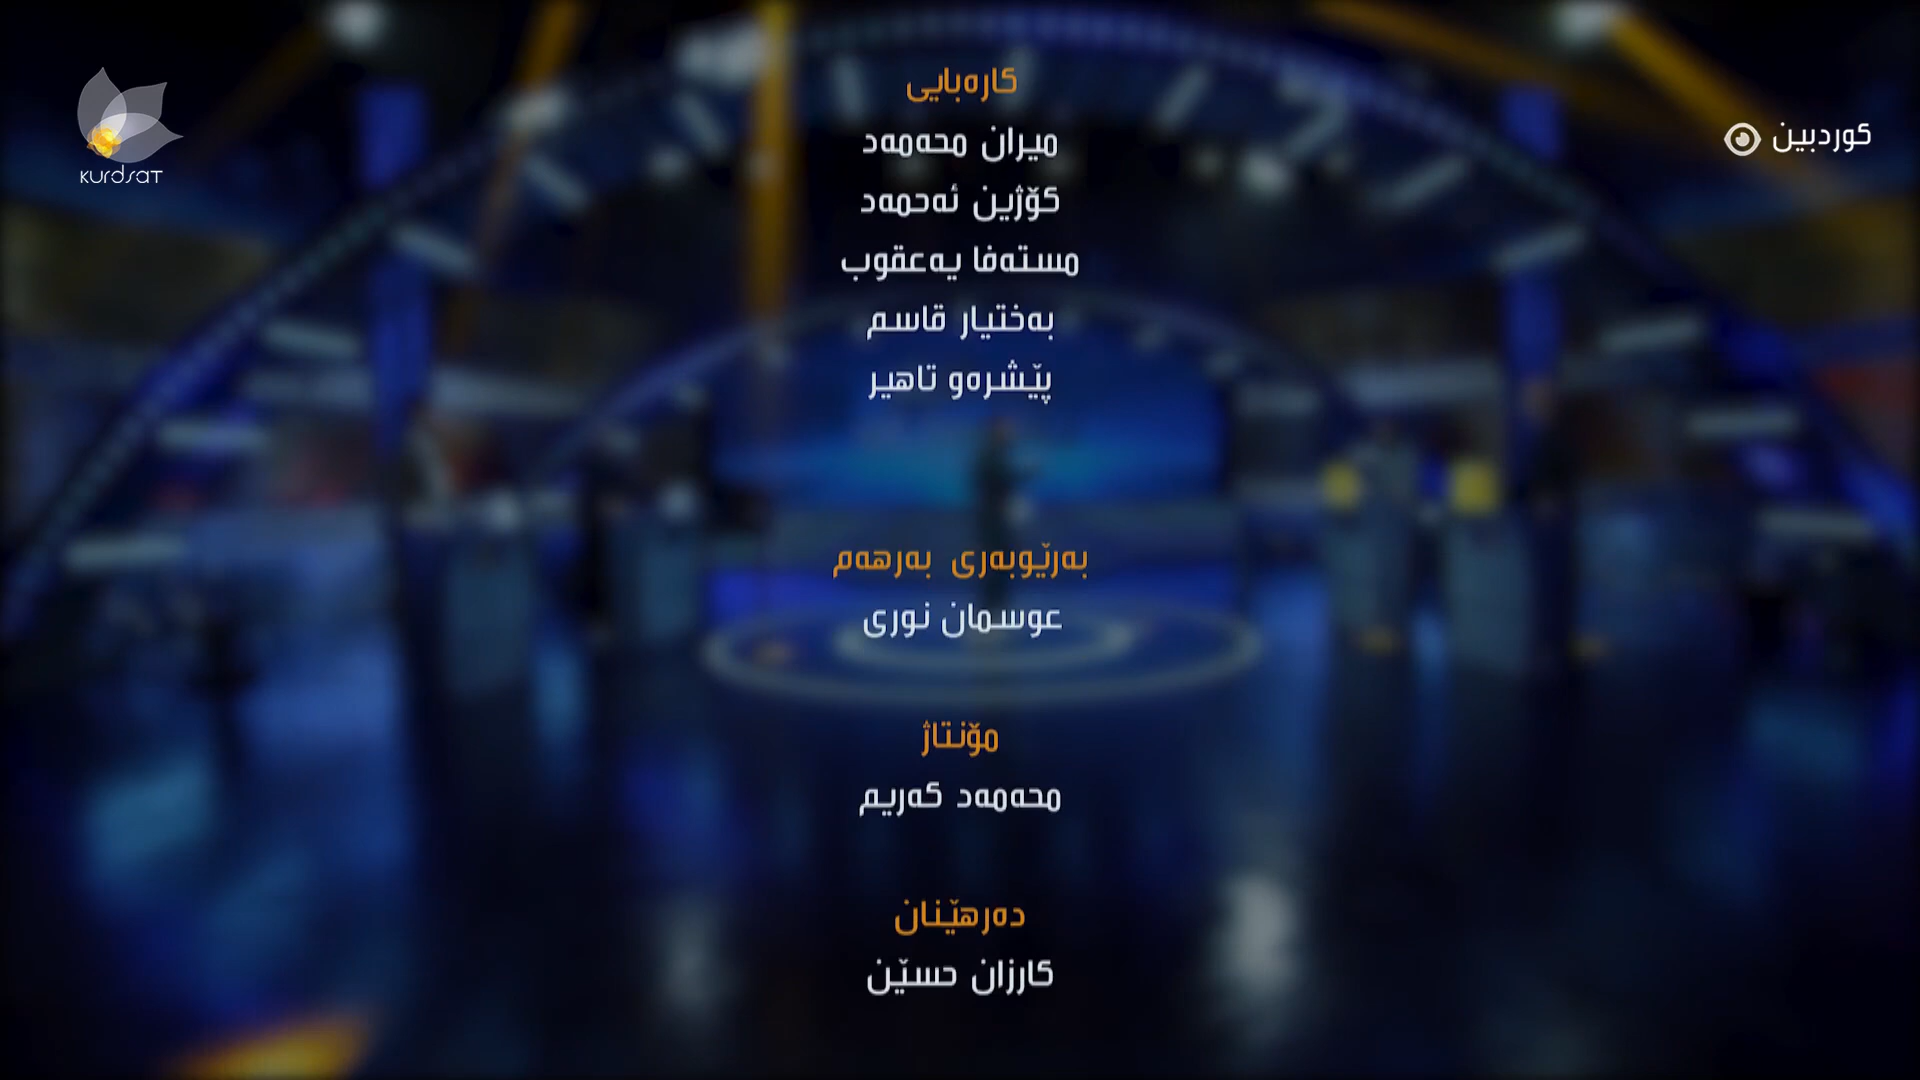 کارەبایی
میران محەمەد
کۆژین ئەحمەد
مستەفا یەعقوب
بەختیار قاسم
پێشرەو تاهیر
بەرێوبەری بەرهەم
عوسمان نوری
مۆنتاژ
محەمەد کەریم
دەرهێنان
کارزان حسێن
کوردبین
KURDSAT